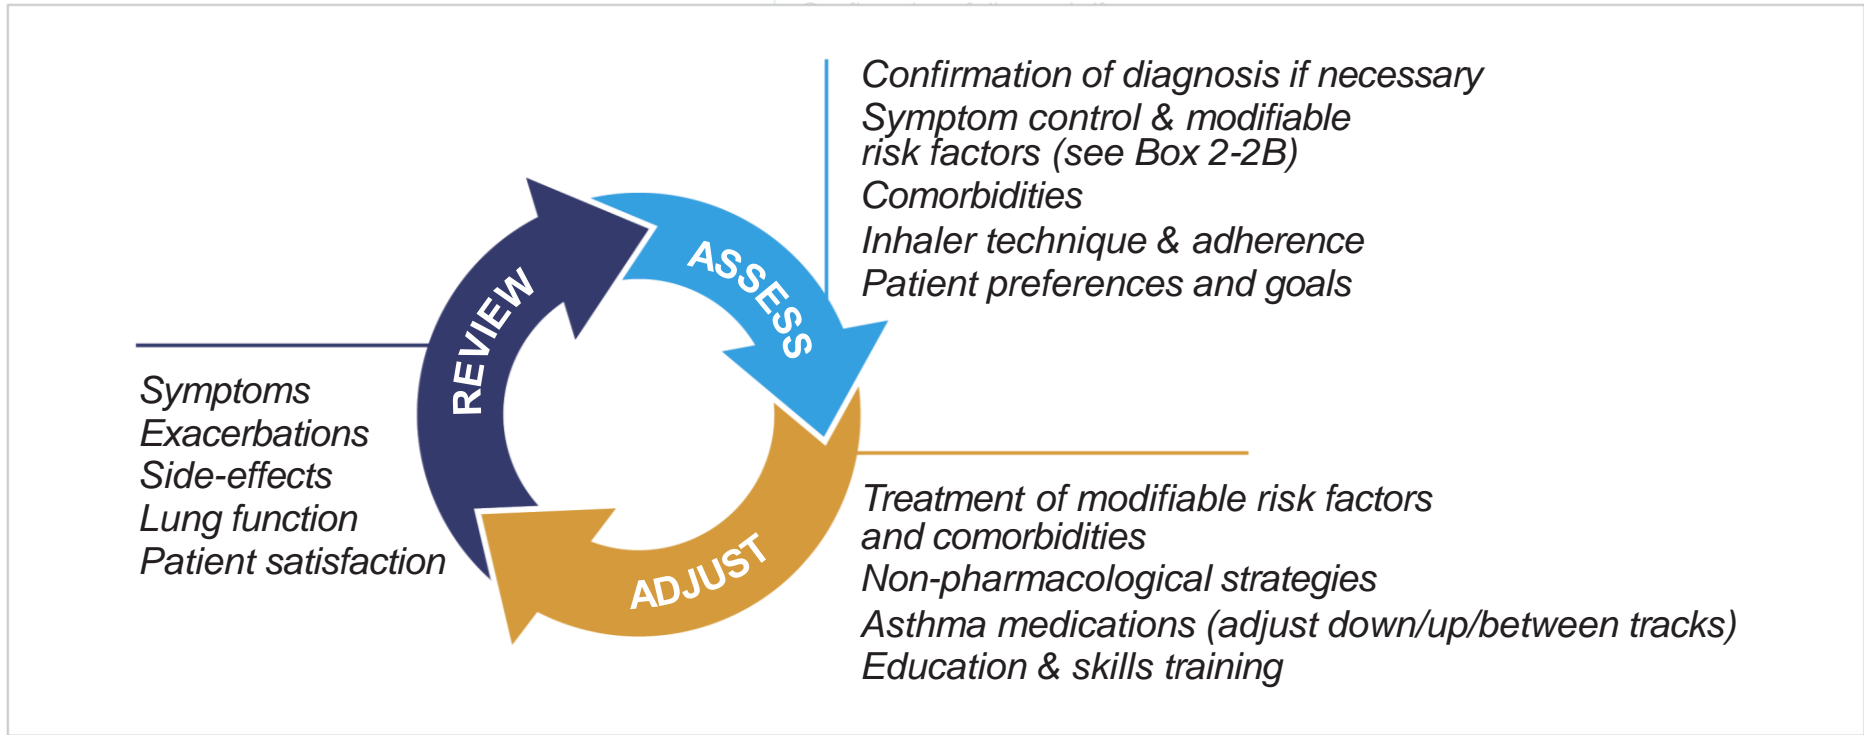 Confirmation of diagnosis if necessary
Symptom control & modifiable
risk factors (see Box 2-2B)
Comorbidities
Inhaler technique & adherence
Patient preferences and goals
ASSESS
REVIEW
Symptoms
Exacerbations
Side-effects
Lung function
Patient satisfaction
ADJUST
Treatment of modifiable risk factors
and comorbidities
Non-pharmacological strategies
Asthma medications (adjust down/up/between tracks)
Education & skills training